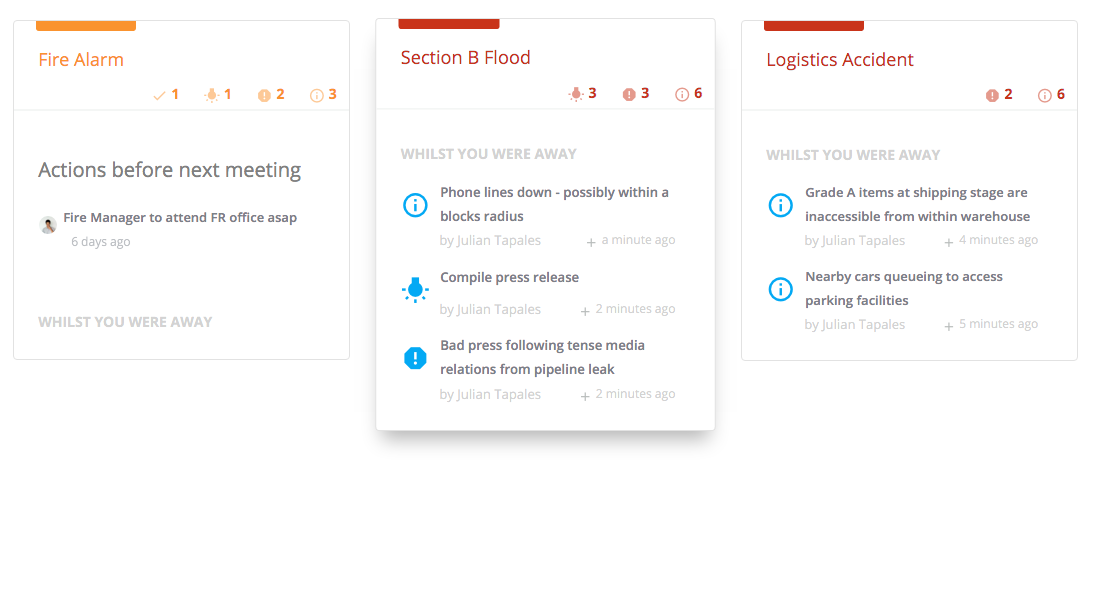 Fire Alarm
1 1 2 3
Actions before next meeting
Fire Manager to attend FR office asap
6 days ago
WHILST YOU WERE AWAY
Section B Flood
3 3 6
WHILST YOU WERE AWAY
Phone lines down - possibly within a
blocks radius
by Julian Tapales + a minute ago
Compile press release
by Julian Tapales + 2 minutes ago
Bad press following tense media
relations from pipeline leak
by Julian Tapales + 2 minutes ago
Logistics Accident
2 6
WHILST YOU WERE AWAY
Grade A items at shipping stage are
inaccessible from within warehouse
by Julian Tapales + 4 minutes ago
Nearby cars queueing to access
parking facilities
by Julian Tapales + 5 minutes ago